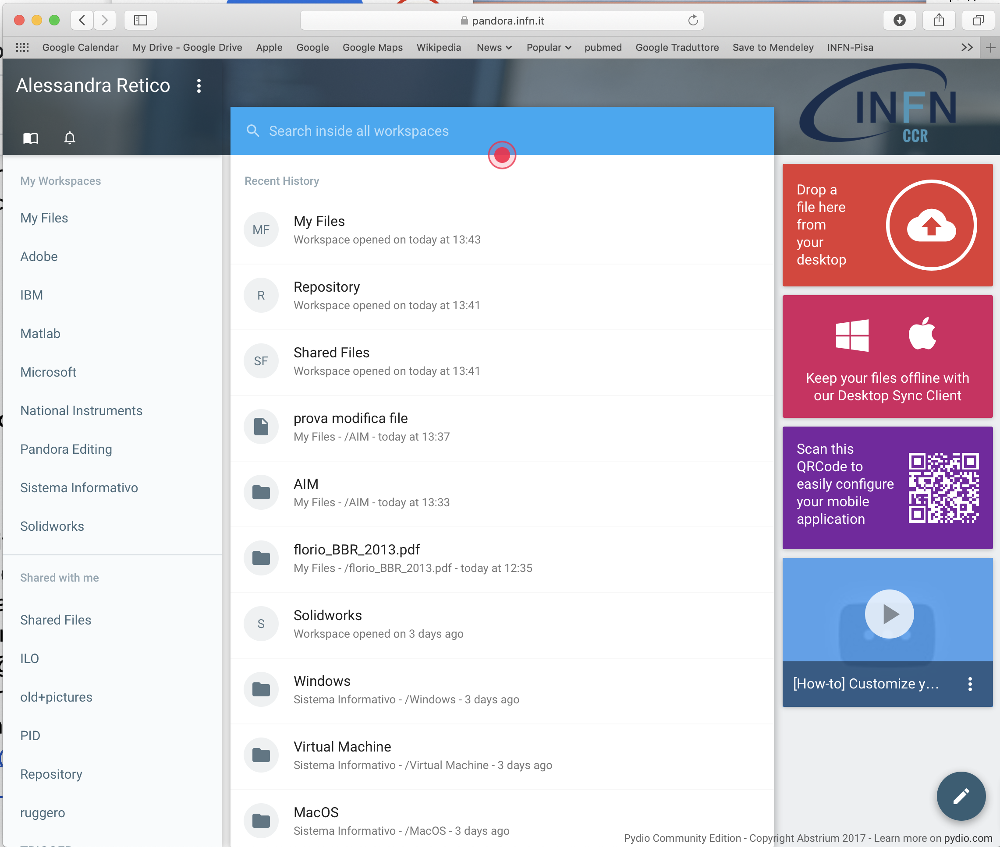 pandora.infn.it
Google Calendar My Drive - Google Drive Apple Google Google Maps Wikipedia News Popular pubmed Google Traduttore Save to Mendeley INFN-Pisa
Alessandra Retico
INFN
CCR
Search inside all workspaces
My Workspaces
My Files
Adobe
IBM
Matlab
Microsoft
National Instruments
Pandora Editing
Sistema Informativo
Solidworks
Shared with me
Shared Files
ILO
old+pictures
PID
Repository
ruggero
Recent History
MF
My Files
Workspace opened on today at 13:43
R
Repository
Workspace opened on today at 13:41
SF
Shared Files
Workspace opened on today at 13:41
prova modifica file
My Files - /AIM - today at 13:37
AIM
My Files - /AIM - today at 13:33
florio_BBR_2013.pdf
My Files - /florio_BBR_2013.pdf - today at 12:35
S
Solidworks
Workspace opened on 3 days ago
Windows
Sistema Informativo - /Windows - 3 days ago
Virtual Machine
Sistema Informativo - /Virtual Machine - 3 days ago
MacOS
Sistema Informativo - /MacOS - 3 days ago
Drop a
file here
from
your
desktop
Keep your files offline with
our Desktop Sync Client
Scan this
QRCode to
easily configure
your mobile
application
[How-to] Customize y...
Pydio Community Edition - Copyright Abstrium 2017 - Learn more on pydio.com